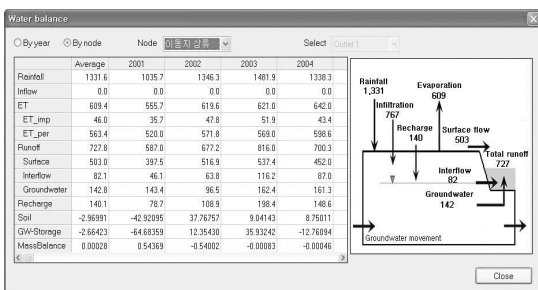 Water balance
By year By node Node 이동지상류 Select Outlet 1
Average 2001 2002 2003 2004
Rainfall 1331.6 1035.7 1346.3 1481.9 1338.3
Inflow 0.0 0.0 0.0 0.0 0.0
ET 609.4 555.7 619.6 621.0 642.0
ET_imp 46.0 35.7 47.8 51.9 43.4
ET_per 563.4 520.0 571.8 569.0 598.6
Runoff 727.8 587.0 677.2 816.0 700.3
Surface 503.0 397.5 516.9 537.4 452.0
Interflow 82.1 46.1 63.8 116.2 87.0
Groundwater 142.8 143.4 96.5 162.4 161.3
Recharge 140.1 78.7 108.9 198.4 148.6
Soil -2.96991 -42.92095 37.76757 9.04143 8.75011
GW-Storage -2.66423 -64.68359 12.35430 35.93242 -12.76094
MassBalance 0.00028 0.54369 -0.54002 -0.00083 -0.00046
Rainfall
1,331
Evaporation
609
Infiltration
767
Recharge
140
Surface flow
503
Total runoff
727
Interflow
82
Groundwater
142
Groundwater movement
Close